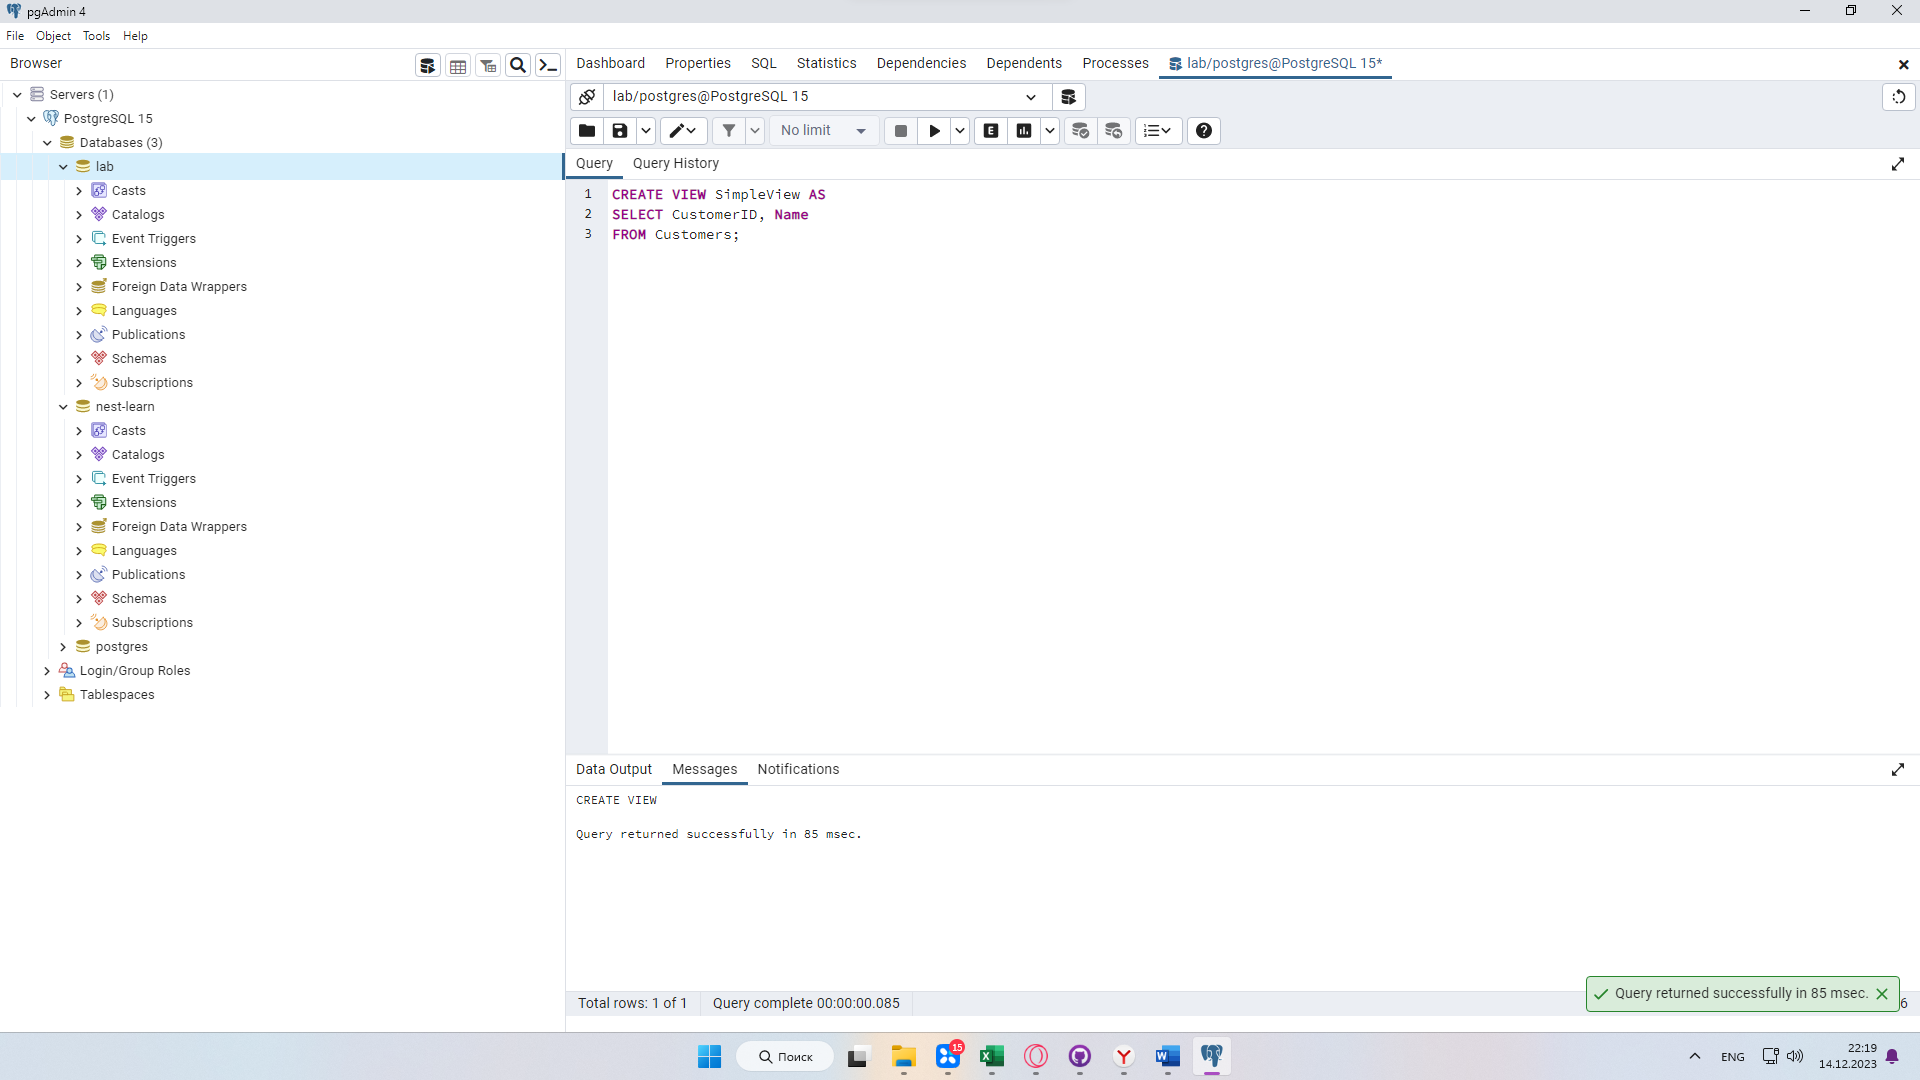 pgAdmin 4
File Object Tools Help
Browser
Dashboard Properties SQL Statistics Dependencies Dependents Processes lab/postgres@PostgreSQL 15*
Servers (1)
PostgreSQL 15
Databases (3)
lab
Casts
Catalogs
Event Triggers
Extensions
Foreign Data Wrappers
Languages
Publications
Schemas
Subscriptions
nest-learn
Casts
Catalogs
Event Triggers
Extensions
Foreign Data Wrappers
Languages
Publications
Schemas
Subscriptions
postgres
Login/Group Roles
Tablespaces
lab/postgres@PostgreSQL 15
No limit
E
Query Query History
1 CREATE VIEW SimpleView AS
2 SELECT CustomerID, Name
3 FROM Customers;
Data Output Messages Notifications
CREATE VIEW
Query returned successfully in 85 msec.
Total rows: 1 of 1 Query complete 00:00:00.085
Query returned successfully in 85 msec.
6
Поиск
15
ENG
22:19
14.12.2023